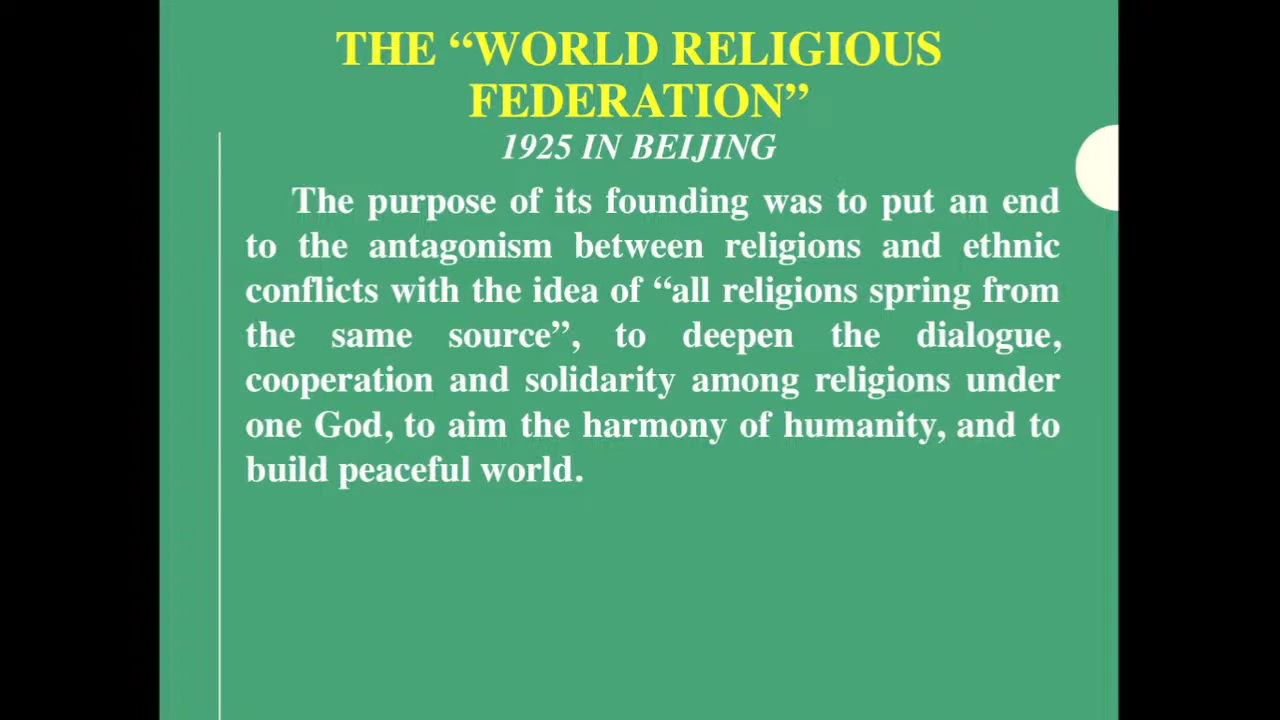 THE “WORLD RELIGIOUS
FEDERATION”
1925 IN BEIJING
The purpose of its founding was to put an end
to the antagonism between religions and ethnic
conflicts with the idea of “all religions spring from
the same source”, to deepen the dialogue,
cooperation and solidarity among religions under
one God, to aim the harmony of humanity, and to
build peaceful world.